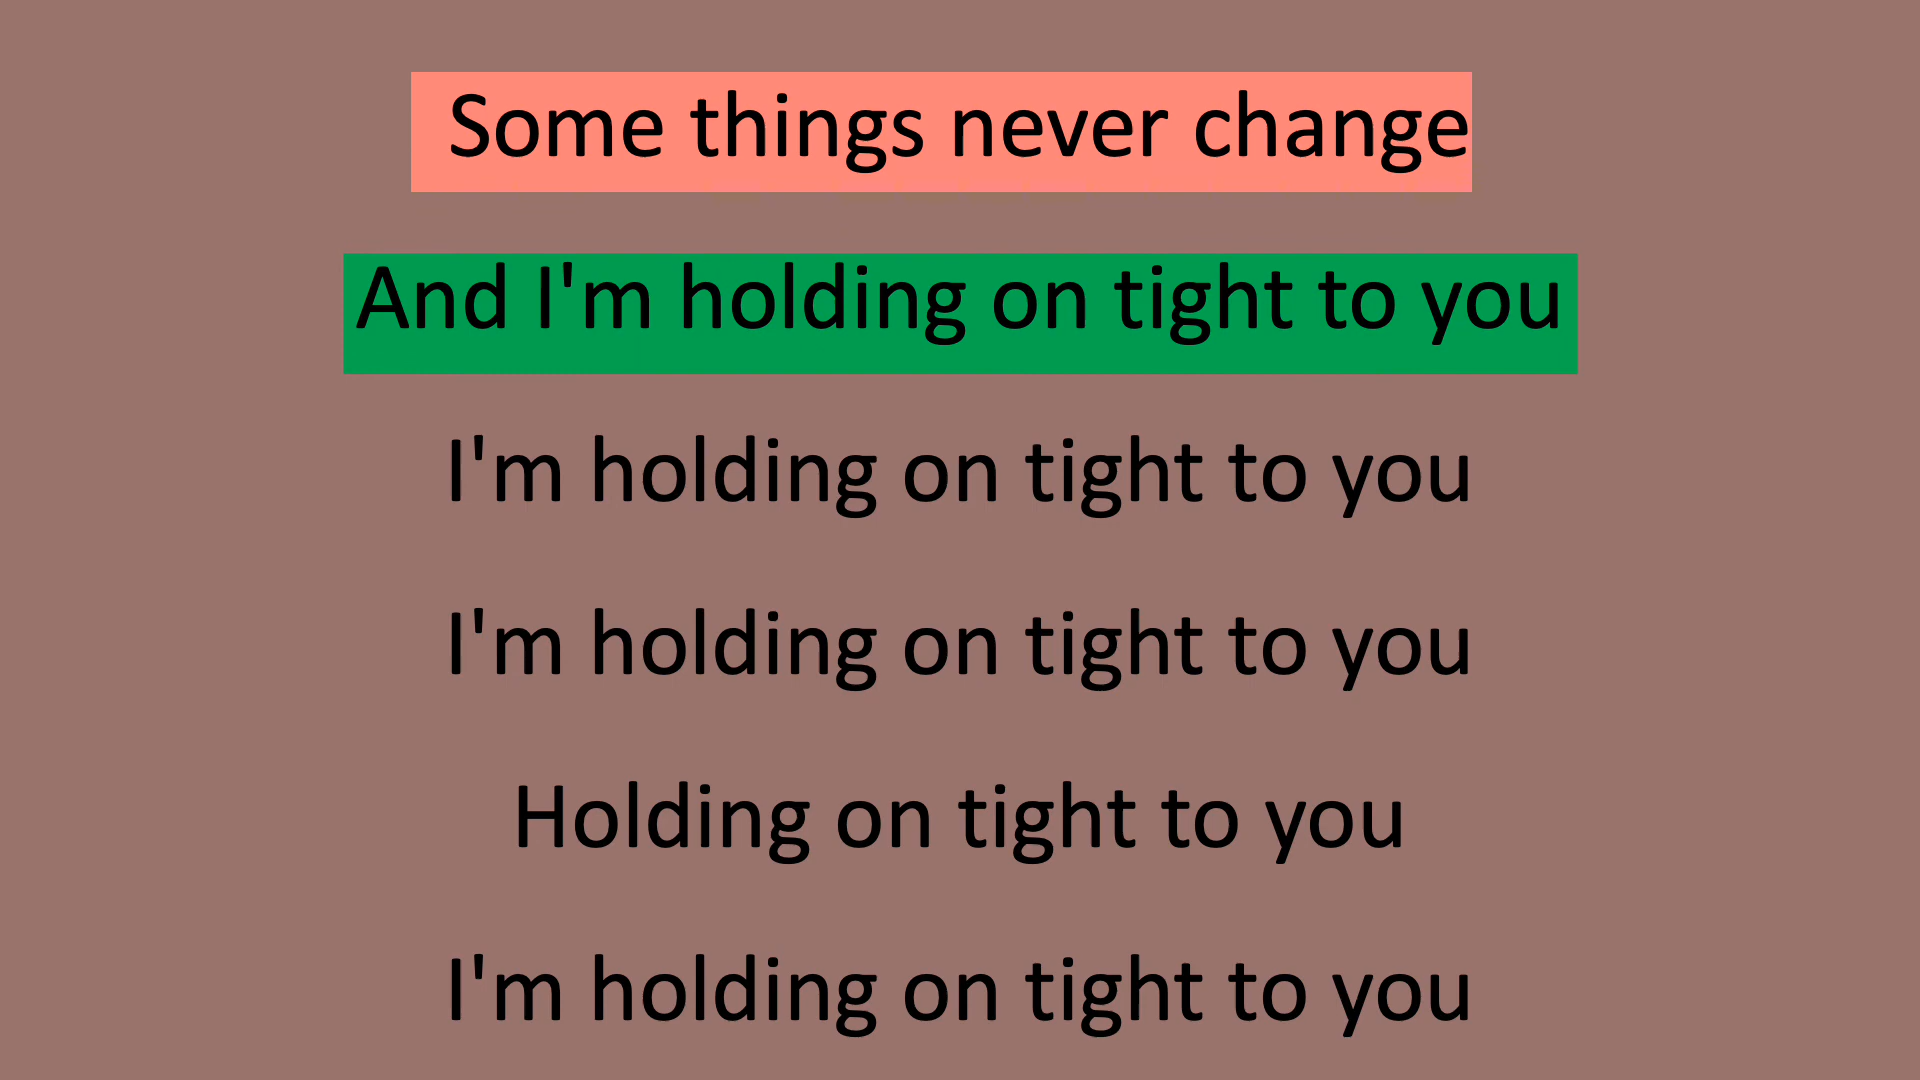 Some things never change
And I'm holding on tight to you
I'm holding on tight to you
I'm holding on tight to you
Holding on tight to you
I'm holding on tight to you